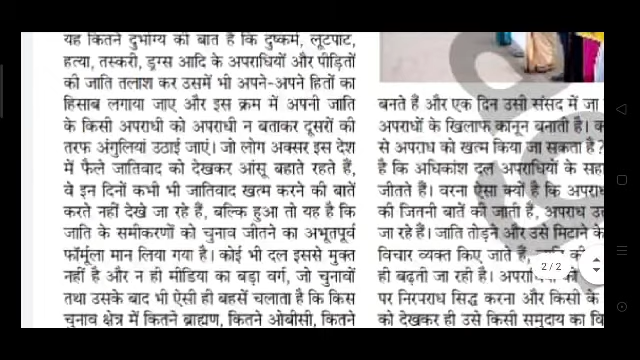 यह कितने दुर्भाग्य की बात है कि दुष्कर्म, लूटपाट,
हत्या, तस्करी, ड्रग्स आदि के अपराधियों और पीड़ितों
की जाति तलाश कर उसमें भी अपने-अपने हितों का
हिसाब लगाया जाए और इस क्रम में अपनी जाति
के किसी अपराधी को अपराधी न बताकर दूसरों की
तरफ अंगुलियां उठाई जाएं। जो लोग अक्सर इस देश
में फैले जातिवाद को देखकर आंसू बहाते रहते हैं,
वे इन दिनों कभी भी जातिवाद खत्म करने की बातें
करते नहीं देखे जा रहे हैं, बल्कि हुआ तो यह है कि
जाति के समीकरणों को चुनाव जीतने का अभूतपूर्व
फॉर्मूला मान लिया गया है। कोई भी दल इससे मुक्त
नहीं है और न ही मीडिया का बड़ा वर्ग, जो चुनावों
तथा उसके बाद भी ऐसी ही बहसें चलाता है कि किस
चुनाव क्षेत्र में कितने ब्राह्मण, कितने ओबीसी, कितने
बनते हैं और एक दिन उसी संसद में जा
अपराधों के खिलाफ कानून बनाती है।
से अपराध को खत्म किया जा सकता है?
है कि अधिकांश दल अपराधियों के
जीतते हैं। वरना ऐसा क्यों है कि
की जितनी बातें की जाती हैं, अपराध
जा रहे हैं। जाति तोड़ने और उसे मिटाने के
विचार व्यक्त किए जाते हैं,
ही बढ़ती जा रही है।
पर निरपराध सिद्ध करना और किसी के
को देखकर ही उसे किसी समुदाय का
2/2